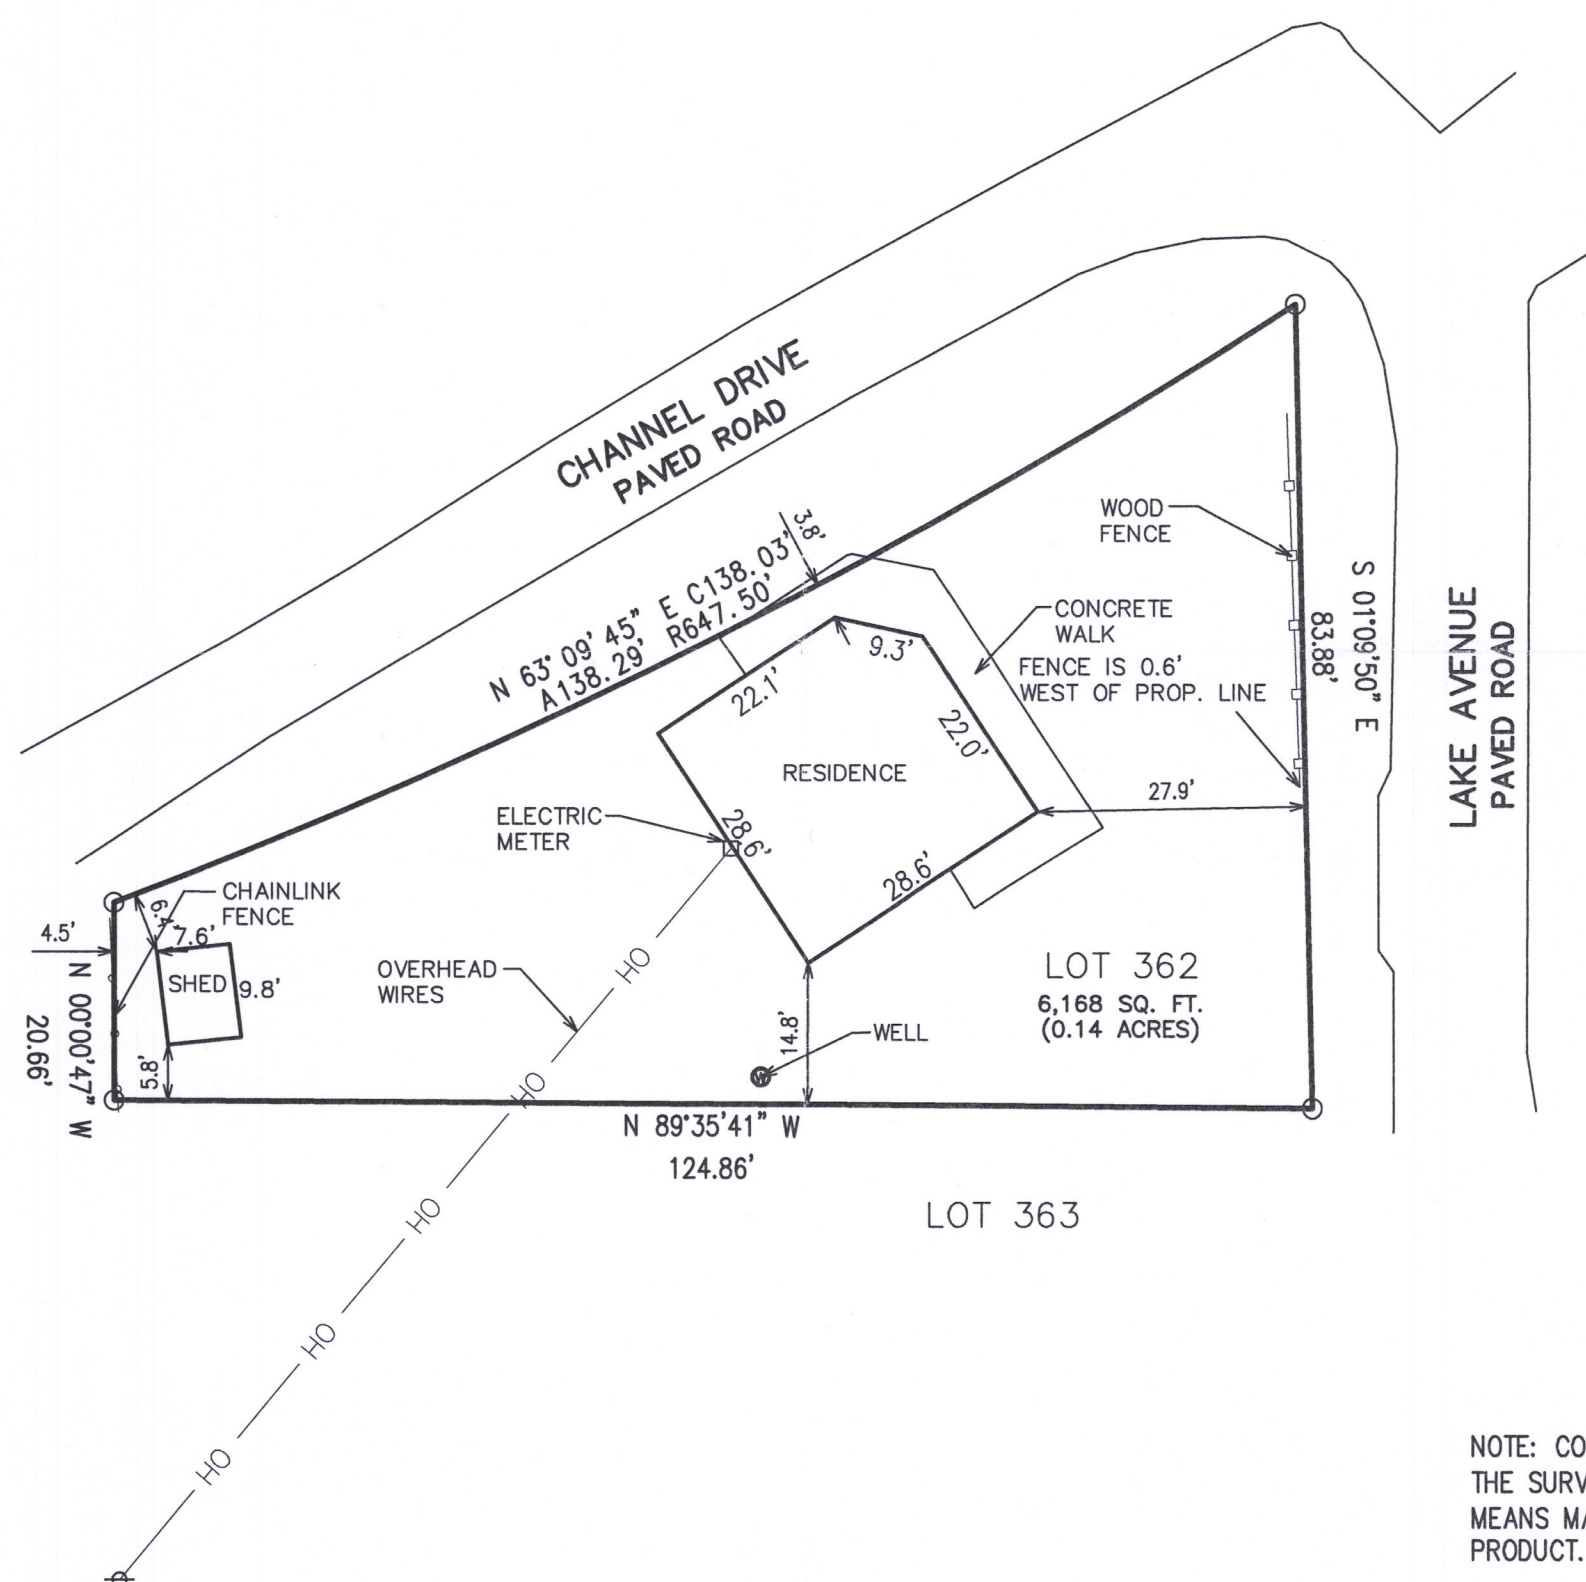 CHANNEL DRIVE
PAVED ROAD
N 63°09'45" E C138.03'
A138.29' R647.50'
3.8'
WOOD
FENCE
CONCRETE
WALK
FENCE IS 0.6'
WEST OF PROP. LINE
S 01°09'50" E
83.88'
LAKE AVENUE
PAVED ROAD
9.3'
22.1'
22.0'
RESIDENCE
27.9'
ELECTRIC
METER
28.6'
28.6'
CHAINLINK
FENCE
6.4'
7.6'
4.5'
SHED
9.8'
5.8'
N 00°00'47" W
20.66'
OVERHEAD
WIRES
OH
OH
OH
OH
OH
LOT 362
6,168 SQ. FT.
(0.14 ACRES)
14.8'
WELL
W
N 89°35'41" W
124.86'
LOT 363
NOTE: CO
THE SURV
MEANS MA
PRODUCT.